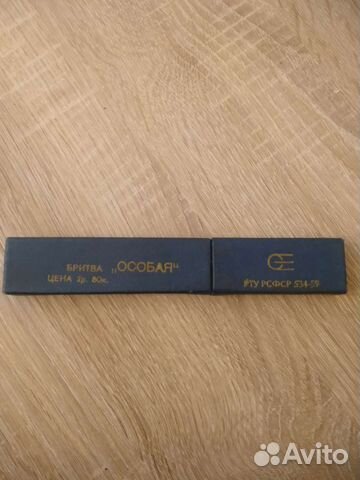 БРИТВА „ОСОБАЯ"
ЦЕНА 2р. 80к.
РТУ РСФСР 534-59
Avito